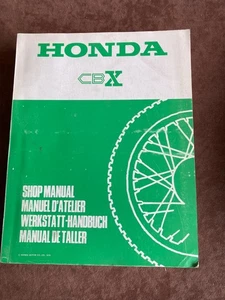 HONDA
CBX
SHOP MANUAL
MANUEL D'ATELIER
WERKSTATT-HANDBUCH
MANUAL DE TALLER